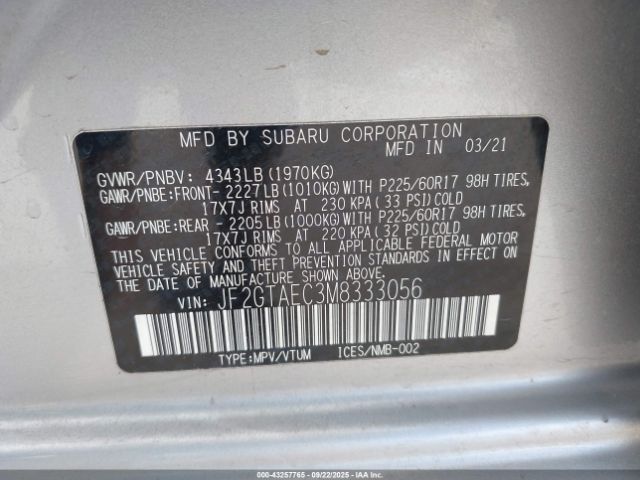 MFD BY SUBARU CORPORATION
MFD IN 03/21
GVWR/PNBV: 4343LB(1970KG)
GAWR/PNBE:FRONT- 2227LB(1010KG)WITH P225/60R17 98H TIRES,
17X7J RIMS AT 230 KPA(33 PSI)COLD
GAWR/PNBE:REAR - 2205LB(1000KG)WITH P225/60R17 98H TIRES,
17X7J RIMS AT 220 KPA(32 PSI)COLD
THIS VEHICLE CONFORMS TO ALL APPLICABLE FEDERAL MOTOR
VEHICLE SAFETY AND THEFT PREVENTION STANDARDS IN EFFECT ON
THE DATE OF MANUFACTURE SHOWN ABOVE.
VIN: JF2GTAEC3M8333056
TYPE:MPV/VTUM ICES/NMB-002
© - 43257765 - 09/22/2025 - IAA Inc.